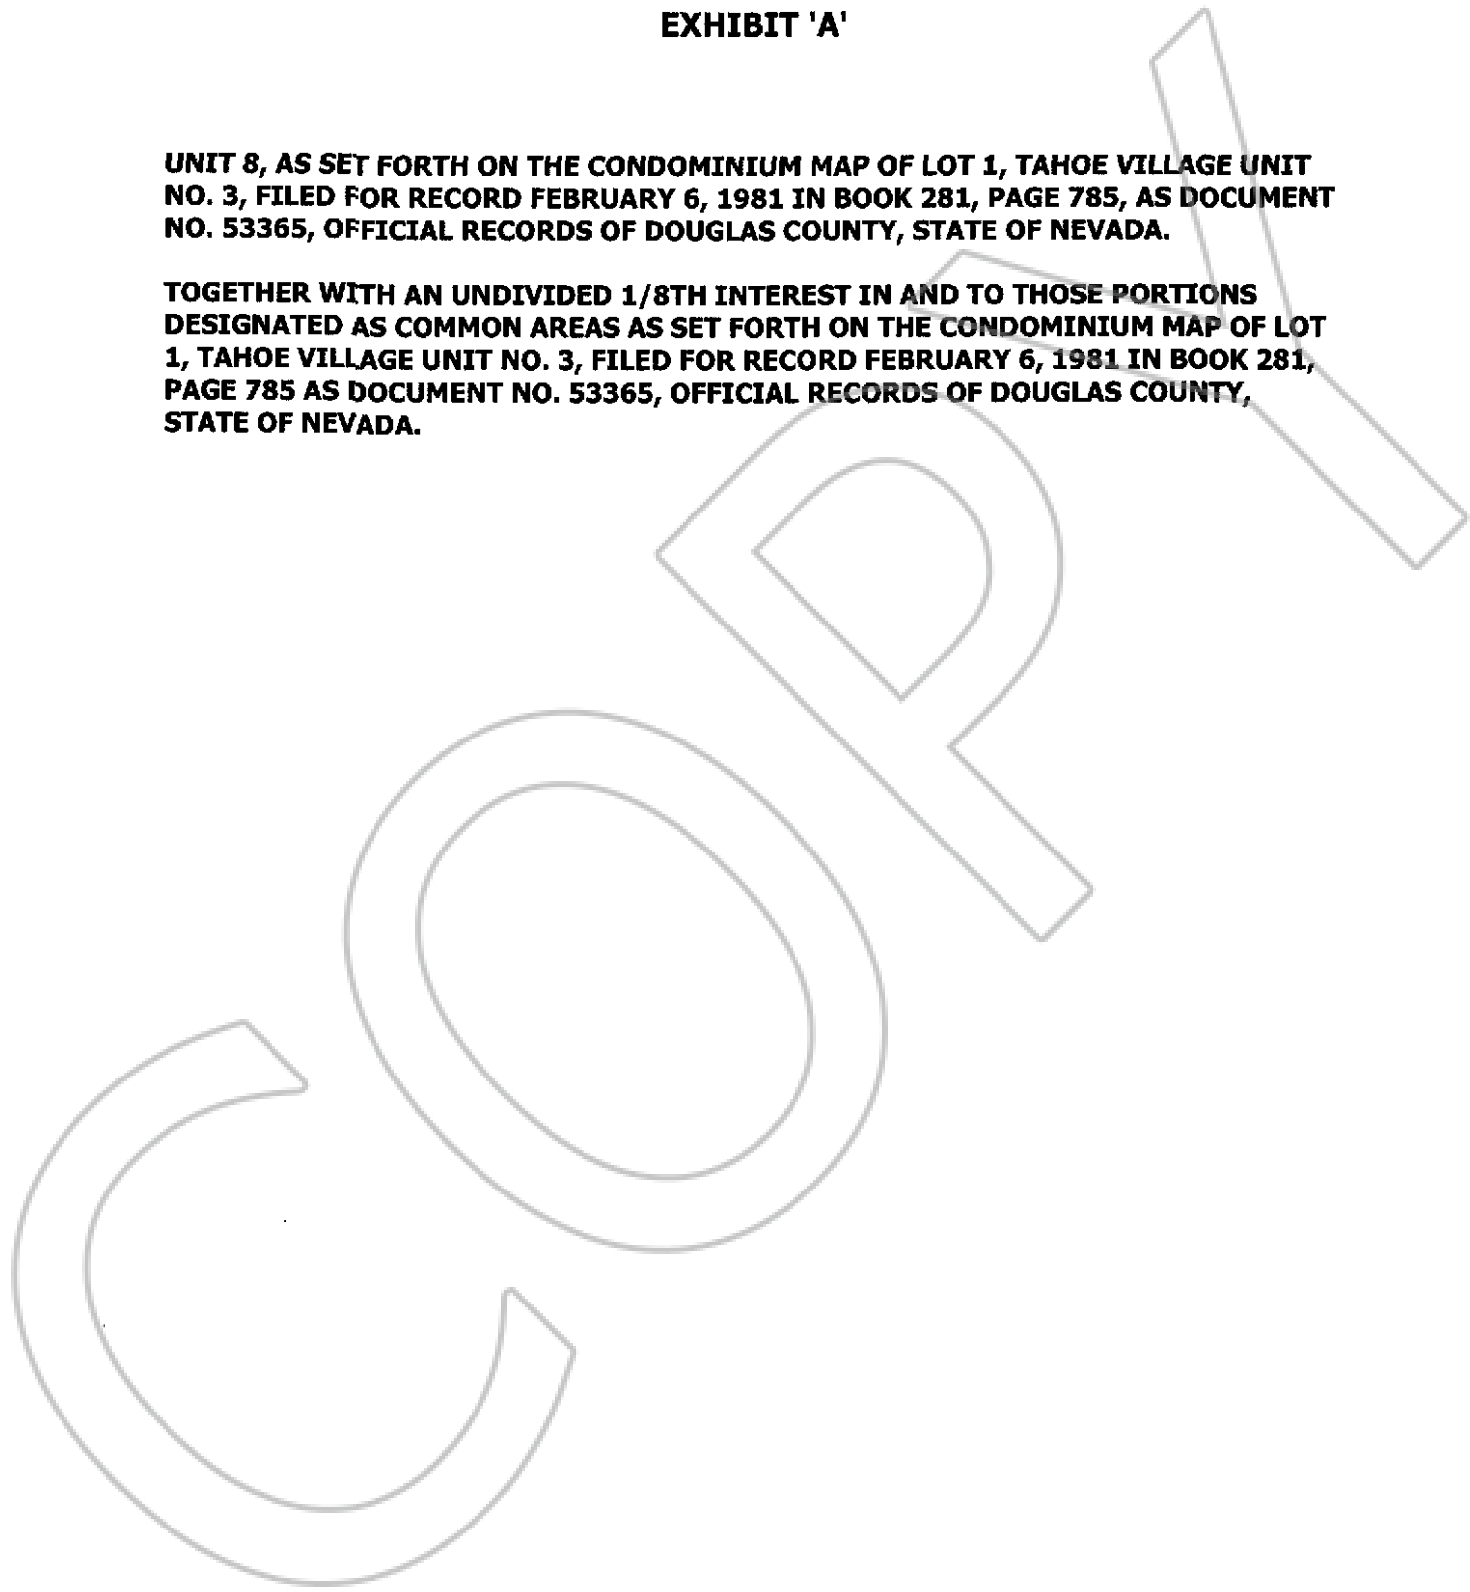 EXHIBIT 'A'
UNIT 8, AS SET FORTH ON THE CONDOMINIUM MAP OF LOT 1, TAHOE VILLAGE UNIT
NO. 3, FILED FOR RECORD FEBRUARY 6, 1981 IN BOOK 281, PAGE 785, AS DOCUMENT
NO. 53365, OFFICIAL RECORDS OF DOUGLAS COUNTY, STATE OF NEVADA.
TOGETHER WITH AN UNDIVIDED 1/8TH INTEREST IN AND TO THOSE PORTIONS
DESIGNATED AS COMMON AREAS AS SET FORTH ON THE CONDOMINIUM MAP OF LOT
1, TAHOE VILLAGE UNIT NO. 3, FILED FOR RECORD FEBRUARY 6, 1981 IN BOOK 281,
PAGE 785 AS DOCUMENT NO. 53365, OFFICIAL RECORDS OF DOUGLAS COUNTY,
STATE OF NEVADA.
COPY